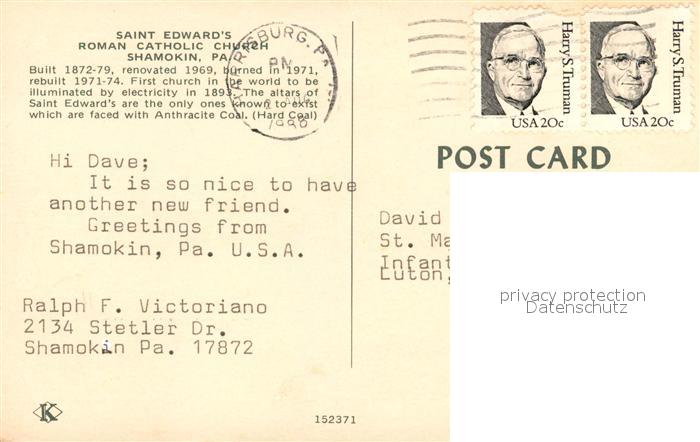 SAINT EDWARD'S
ROMAN CATHOLIC CHURCH
SHAMOKIN, PA.
Built 1872-79, renovated 1969, burned in 1971,
rebuilt 1971-74. First church in the world to be
illuminated by electricity in 1893. The altars of
Saint Edward's are the only ones known to exist
which are faced with Anthracite Coal. (Hard Coal)
HARRISBURG, PA
PM
AUG
Harry S. Truman
USA 20c
Harry S. Truman
USA 20c
POST CARD
Hi Dave;
It is so nice to have
another new friend.
Greetings from
Shamokin, Pa. U.S.A.
David
St. Ma
Infant
Luton,
privacy protection
Datenschutz
Ralph F. Victoriano
2134 Stetler Dr.
Shamokin Pa. 17872
K
152371